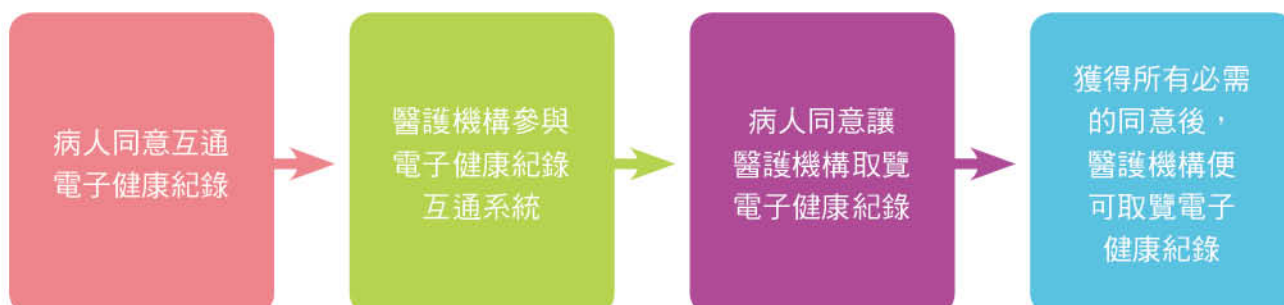 病人同意互通
電子健康紀錄
醫護機構參與
電子健康紀錄
互通系統
病人同意讓
醫護機構取覽
電子健康紀錄
獲得所有必需
的同意後，
醫護機構便
可取覽電子
健康紀錄